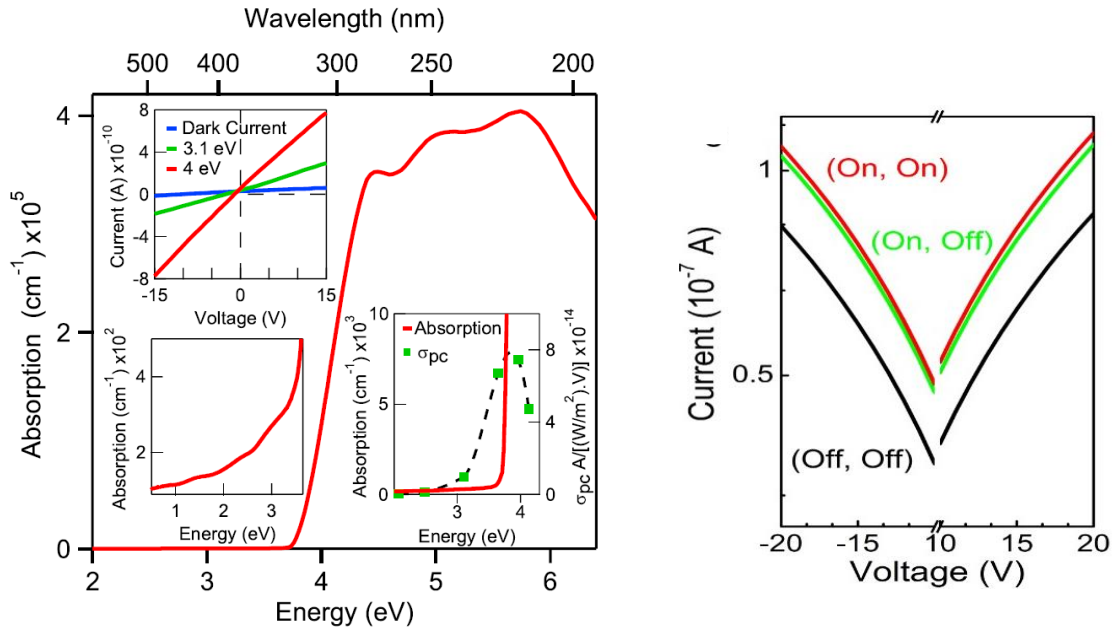 Wavelength (nm)
500 400 300 250 200
Absorption (cm⁻¹) x10⁵
4
2
0
2 3 4 5 6
Energy (eV)
Current (A) x10⁻¹⁰
8
4
0
-4
-8
Dark Current
3.1 eV
4 eV
-15 0 15
Voltage (V)
Absorption (cm⁻¹) x10²
4
2
1 2 3
Energy (eV)
Absorption (cm⁻¹) x10³
10
5
0
Absorption
σpc
3 4
Energy (eV)
8
4
0
σpc A/[(W/m²).V)] x10⁻¹⁴
Current (10⁻⁷ A)
1
0.5
(On, On)
(On, Off)
(Off, Off)
-20 -15 10 15 20
Voltage (V)